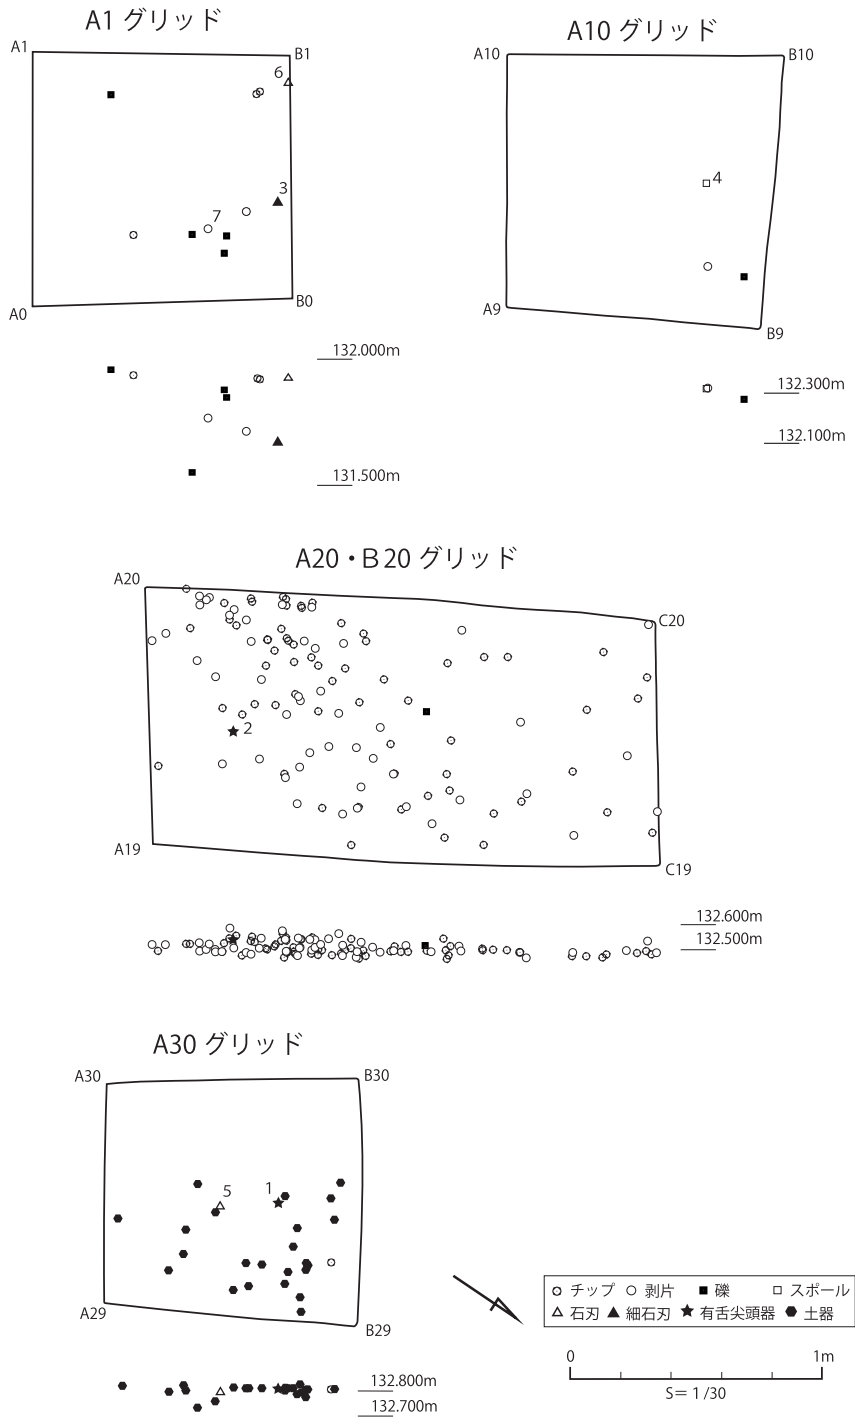 A1 グリッド
A10 グリッド
A1
B1
A10
B10
6
3
7
4
A0
B0
A9
B9
132.000m
131.500m
132.300m
132.100m
A20・B20 グリッド
A20
C20
2
A19
C19
132.600m
132.500m
A30 グリッド
A30
B30
5
1
A29
B29
132.800m
132.700m
チップ 剥片 礫 スポール
石刃 細石刃 有舌尖頭器 土器
0 1m
S= 1 /30